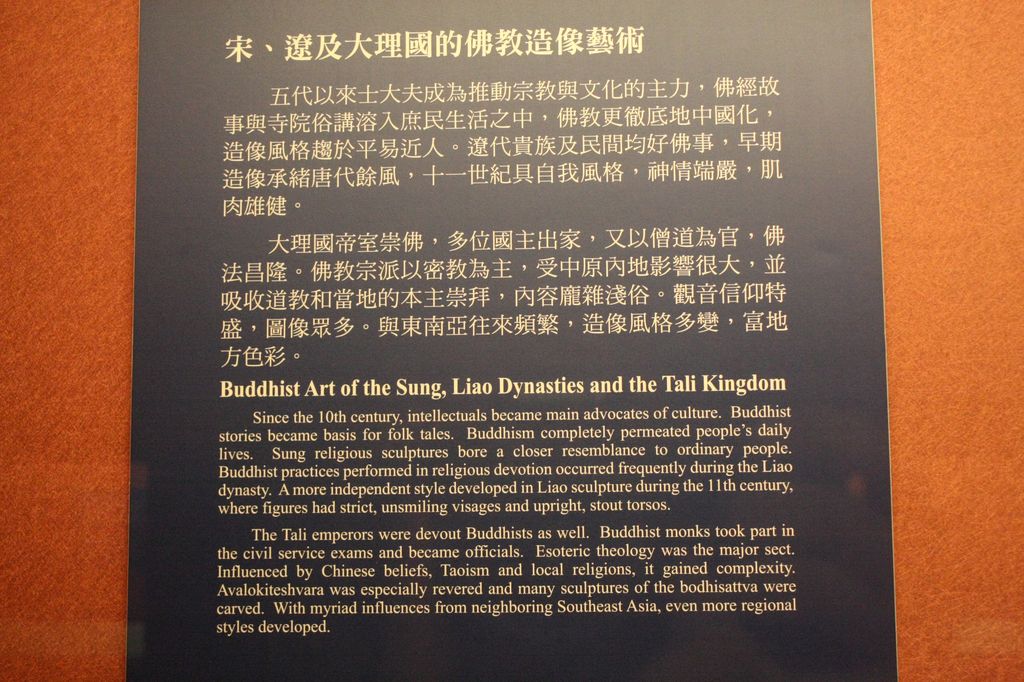 宋、遼及大理國的佛教造像藝術
五代以來士大夫成為推動宗教與文化的主力，佛經故
事與寺院俗講溶入庶民生活之中，佛教更徹底地中國化，
造像風格趨於平易近人。遼代貴族及民間均好佛事，早期
造像承緒唐代餘風，十一世紀具自我風格，神情端嚴，肌
肉雄健。
大理國帝室崇佛，多位國主出家，又以僧道為官，佛
法昌隆。佛教宗派以密教為主，受中原內地影響很大，並
吸收道教和當地的本主崇拜，內容龐雜淺俗。觀音信仰特
盛，圖像眾多。與東南亞往來頻繁，造像風格多變，富地
方色彩。
Buddhist Art of the Sung, Liao Dynasties and the Tali Kingdom
Since the 10th century, intellectuals became main advocates of culture. Buddhist
stories became basis for folk tales. Buddhism completely permeated people's daily
lives. Sung religious sculptures bore a closer resemblance to ordinary people.
Buddhist practices performed in religious devotion occurred frequently during the Liao
dynasty. A more independent style developed in Liao sculpture during the 11th century,
where figures had strict, unsmiling visages and upright, stout torsos.
The Tali emperors were devout Buddhists as well. Buddhist monks took part in
the civil service exams and became officials. Esoteric theology was the major sect.
Influenced by Chinese beliefs, Taoism and local religions, it gained complexity.
Avalokiteshvara was especially revered and many sculptures of the bodhisattva were
carved. With myriad influences from neighboring Southeast Asia, even more regional
styles developed.